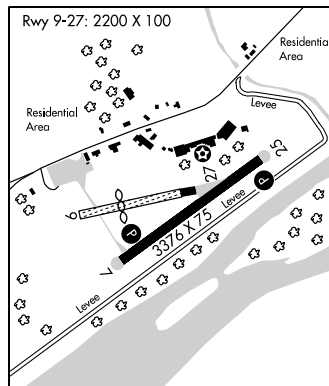 Rwy 9-27: 2200 X 100
Residential
Area
Residential
Area
Levee
25
P
27
9
P
3376 X 75
Levee
7
Levee